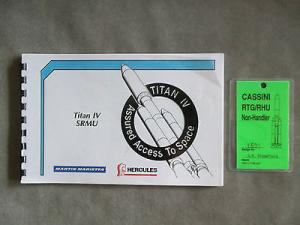 Titan IV
SRMU
TITAN IV
Assured Access To Space
MARTIN MARIETTA
HERCULES
CASSINI
RTG/RHU
Non-Handler